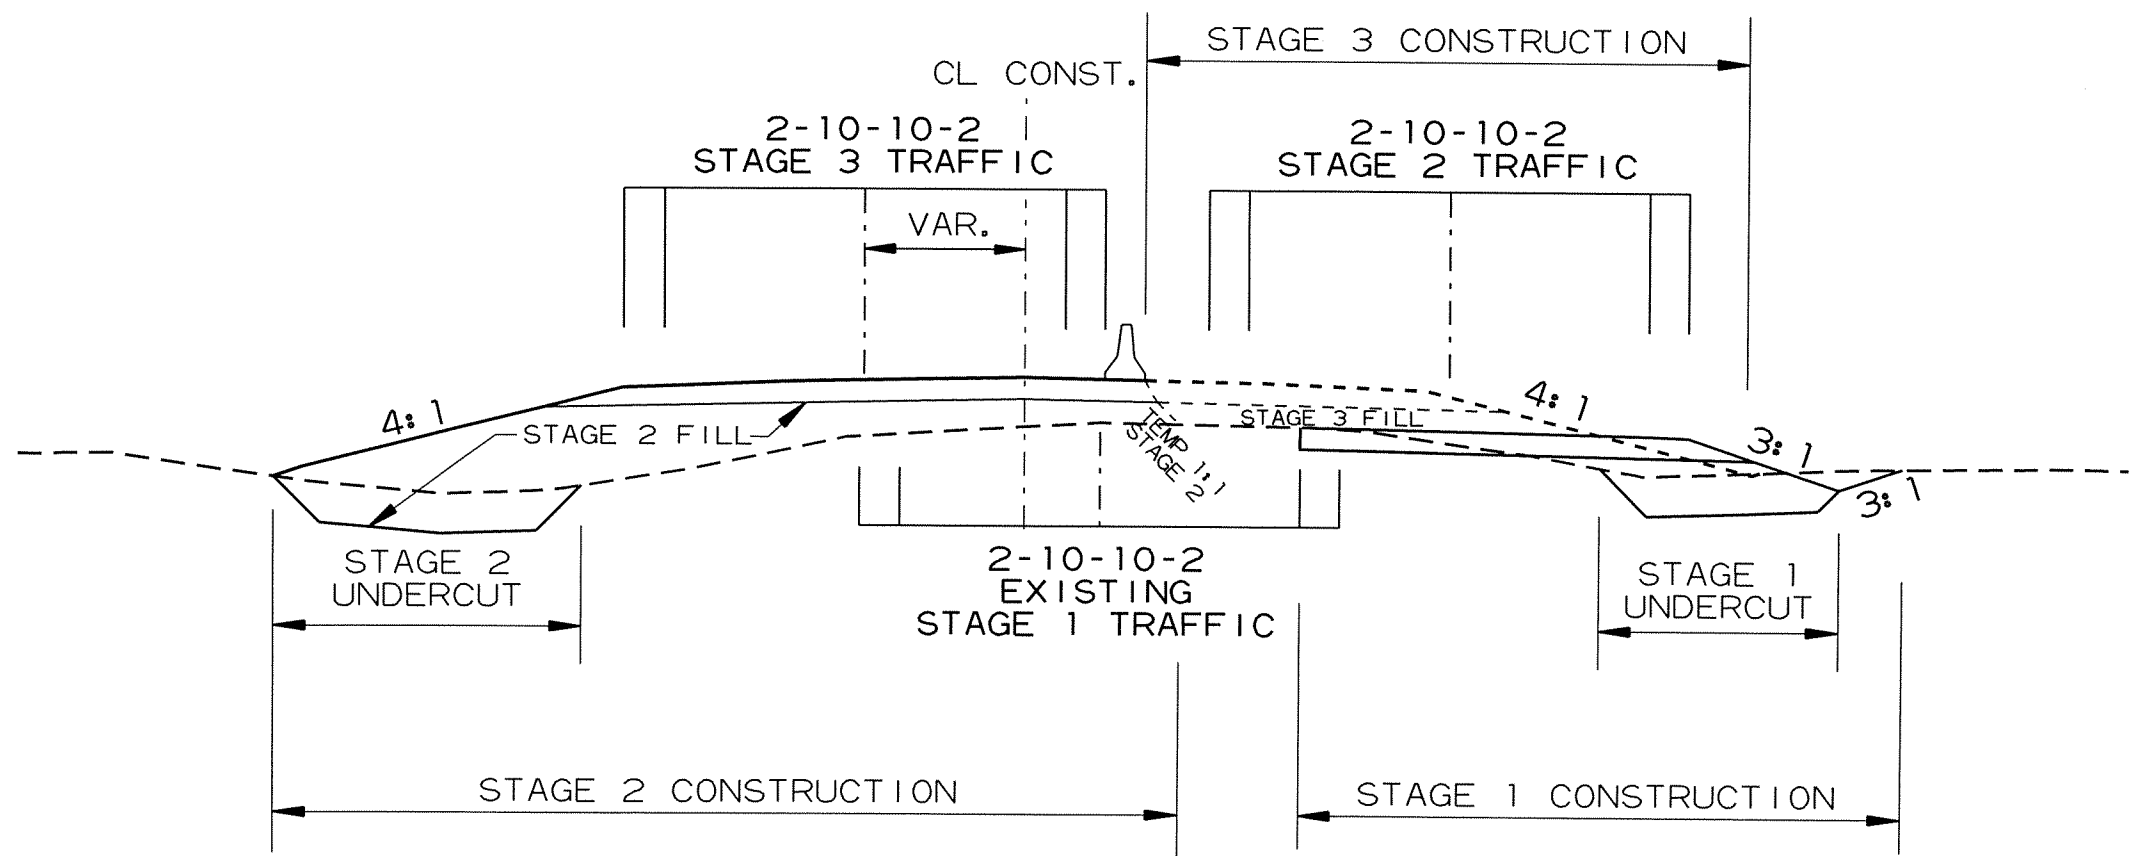 STAGE 3 CONSTRUCTION
CL CONST.
2-10-10-2
STAGE 3 TRAFFIC
2-10-10-2
STAGE 2 TRAFFIC
VAR.
4:1
4:1
STAGE 3 FILL
STAGE 2 FILL
TEMP 1:1
STAGE 2
3:1
3:1
STAGE 2
UNDERCUT
2-10-10-2
EXISTING
STAGE 1 TRAFFIC
STAGE 1
UNDERCUT
STAGE 2 CONSTRUCTION
STAGE 1 CONSTRUCTION